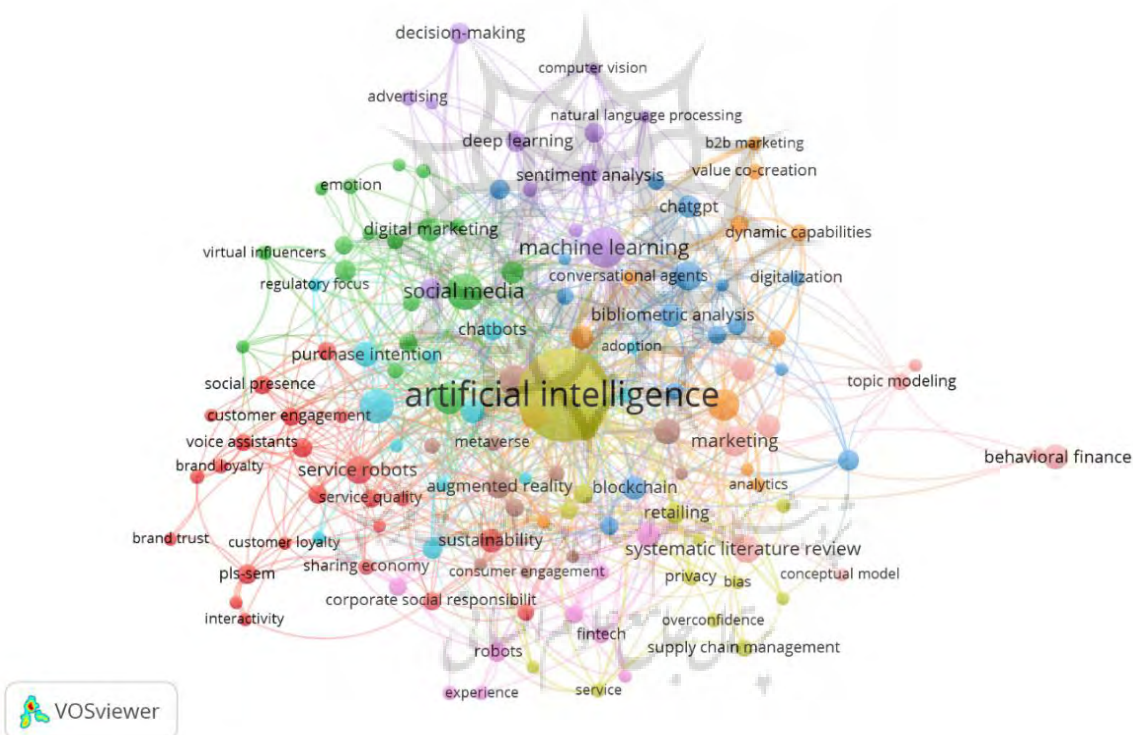 decision-making
computer vision
advertising
natural language processing
deep learning
b2b marketing
sentiment analysis
value co-creation
emotion
chatgpt
digital marketing
dynamic capabilities
virtual influencers
machine learning
regulatory focus
conversational agents
digitalization
social media
bibliometric analysis
chatbots
adoption
purchase intention
social presence
artificial intelligence
topic modeling
customer engagement
voice assistants
metaverse
marketing
behavioral finance
brand loyalty
service robots
augmented reality
blockchain
analytics
service quality
retailing
brand trust
customer loyalty
sustainability
systematic literature review
sharing economy
consumer engagement
pls-sem
privacy
bias
conceptual model
corporate social responsibilit
interactivity
overconfidence
fintech
supply chain management
robots
experience
service
VOSviewer